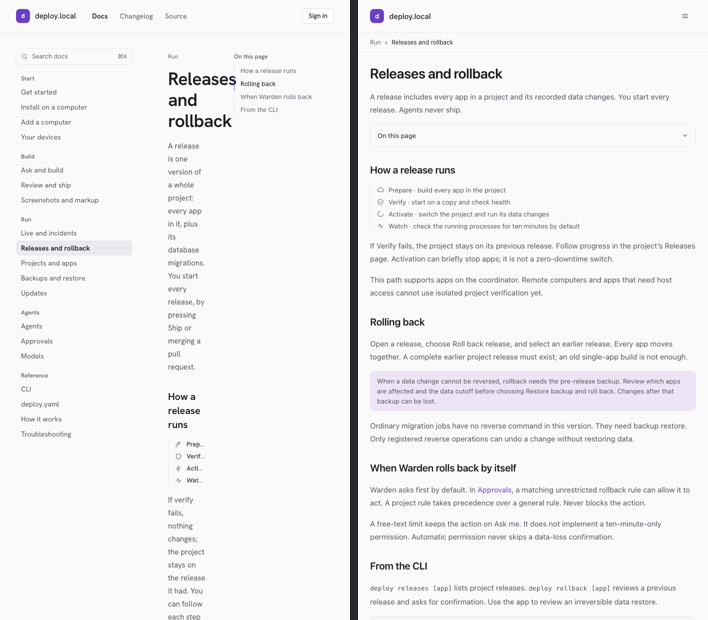 d deploy.local Docs Changelog Source Sign in
Search docs ⌘K
Start
Get started
Install on a computer
Add a computer
Your devices
Build
Ask and build
Review and ship
Screenshots and markup
Run
Live and incidents
Releases and rollback
Projects and apps
Backups and restore
Updates
Agents
Agents
Approvals
Models
Reference
CLI
deploy.yaml
How it works
Troubleshooting
Run
Releases
and
rollback
A release
is one
version of
a whole
project:
every app
in it, plus
its
database
migrations.
You start
every
release, by
pressing
Ship or
merging a
pull
request.
How a
release
runs
Prep...
Verif...
Acti...
Wat...
If verify
fails,
nothing
changes;
the project
stays on
the release
it had. You
can follow
each step
On this page
How a release runs
Rolling back
When Warden rolls back
From the CLI
d deploy.local
Run › Releases and rollback
Releases and rollback
A release includes every app in a project and its recorded data changes. You start every
release. Agents never ship.
On this page
How a release runs
Prepare · build every app in the project
Verify · start on a copy and check health
Activate · switch the project and run its data changes
Watch · check the running processes for ten minutes by default
If Verify fails, the project stays on its previous release. Follow progress in the project's Releases
page. Activation can briefly stop apps; it is not a zero-downtime switch.
This path supports apps on the coordinator. Remote computers and apps that need host
access cannot use isolated project verification yet.
Rolling back
Open a release, choose Roll back release, and select an earlier release. Every app moves
together. A complete earlier project release must exist; an old single-app build is not enough.
When a data change cannot be reversed, rollback needs the pre-release backup. Review which apps
are affected and the data cutoff before choosing Restore backup and roll back. Changes after that
backup can be lost.
Ordinary migration jobs have no reverse command in this version. They need backup restore.
Only registered reverse operations can undo a change without restoring data.
When Warden rolls back by itself
Warden asks first by default. In Approvals, a matching unrestricted rollback rule can allow it to
act. A project rule takes precedence over a general rule. Never blocks the action.
A free-text limit keeps the action on Ask me. It does not implement a ten-minute-only
permission. Automatic permission never skips a data-loss confirmation.
From the CLI
deploy releases [app] lists project releases. deploy rollback [app] reviews a previous
release and asks for confirmation. Use the app to review an irreversible data restore.